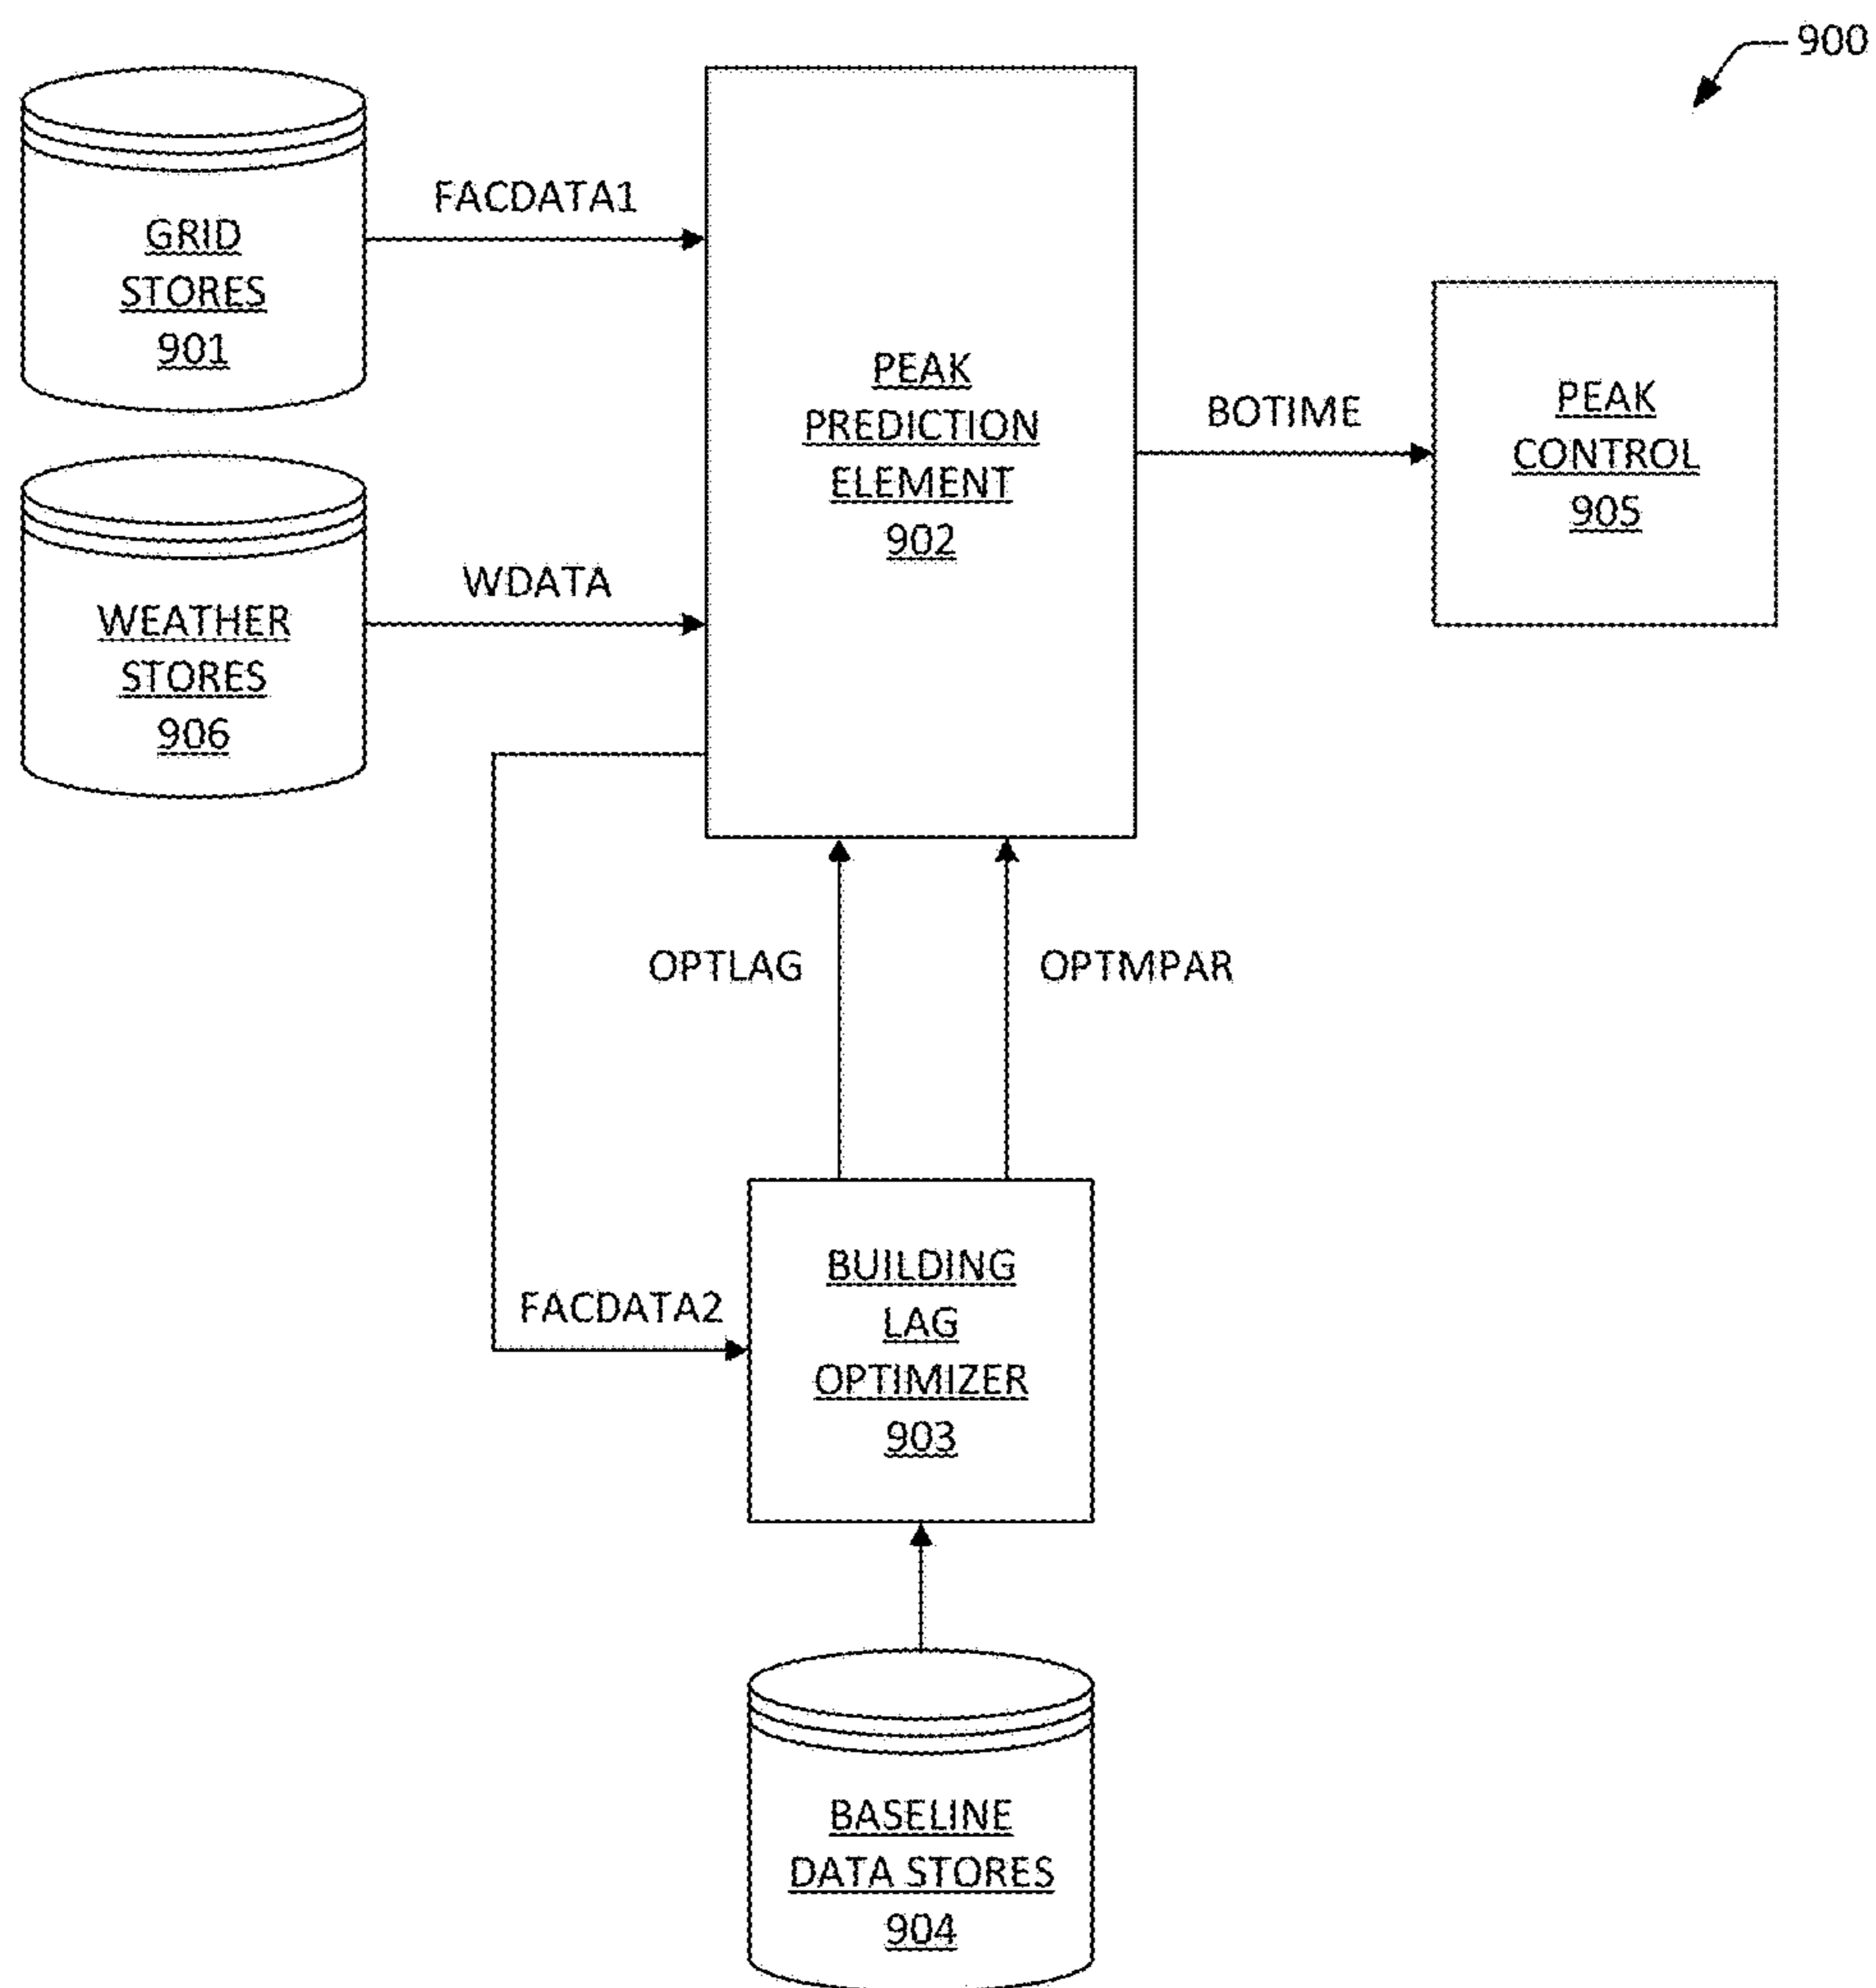 900
GRID
STORES
901
FACDATA1
PEAK
PREDICTION
ELEMENT
902
BOTIME
PEAK
CONTROL
905
WEATHER
STORES
906
WDATA
OPTLAG
OPTMPAR
FACDATA2
BUILDING
LAG
OPTIMIZER
903
BASELINE
DATA STORES
904